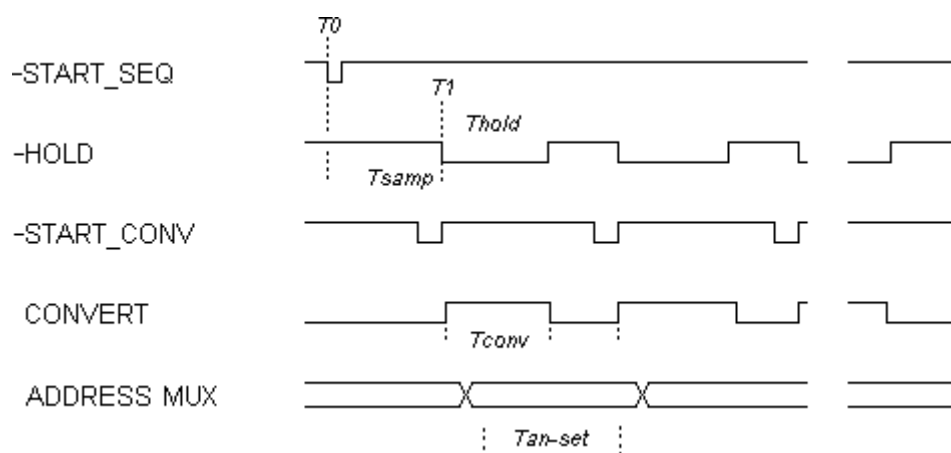 T0
-START_SEQ
T1
Thold
-HOLD
Tsamp
-START_CONV
CONVERT
Tconv
ADDRESS MUX
Tan-set